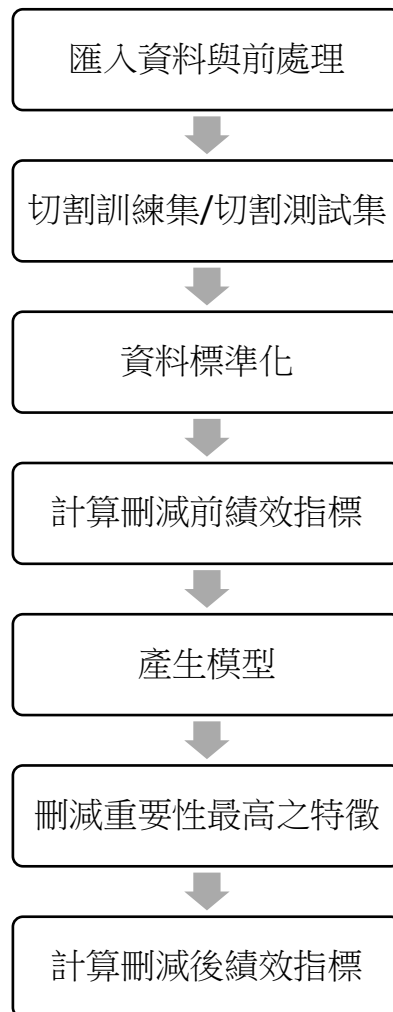 匯入資料與前處理
切割訓練集/切割測試集
資料標準化
計算刪減前績效指標
產生模型
刪減重要性最高之特徵
計算刪減後績效指標